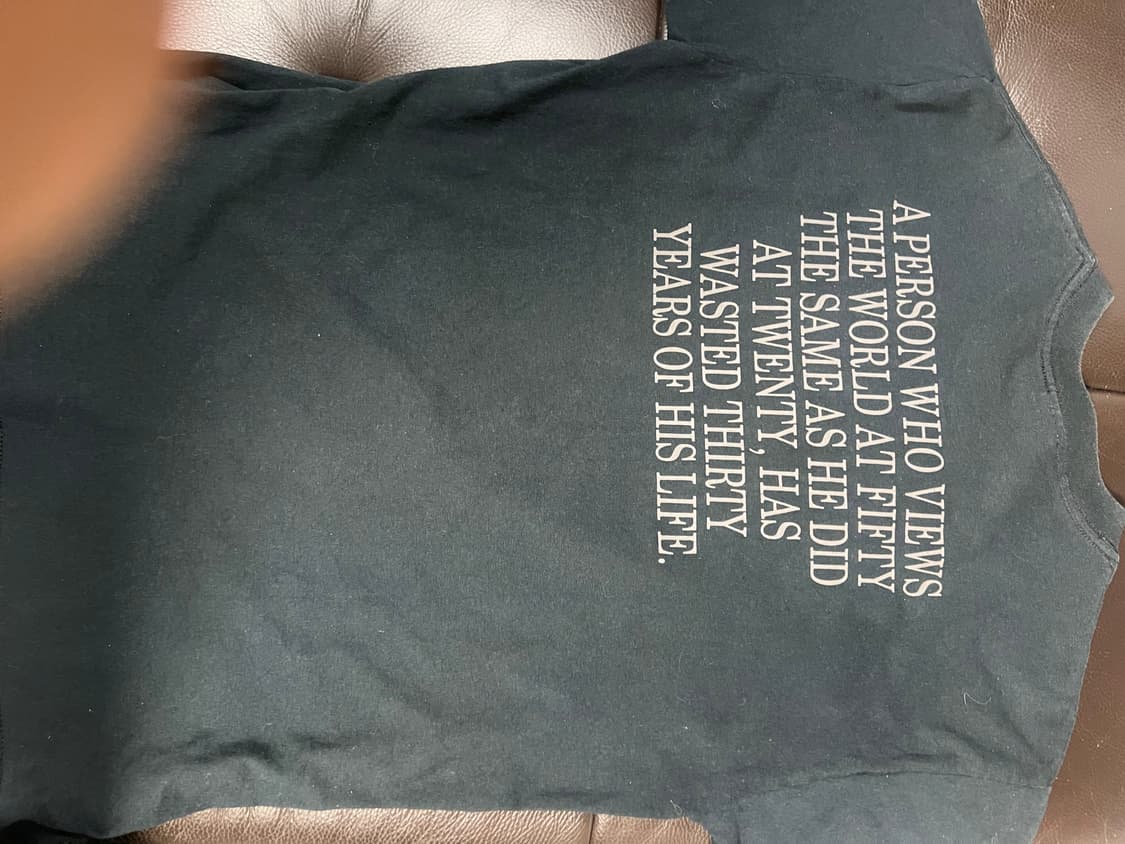 A PERSON WHO VIEWS
THE WORLD AT FIFTY
THE SAME AS HE DID
AT TWENTY, HAS
WASTED THIRTY
YEARS OF HIS LIFE.